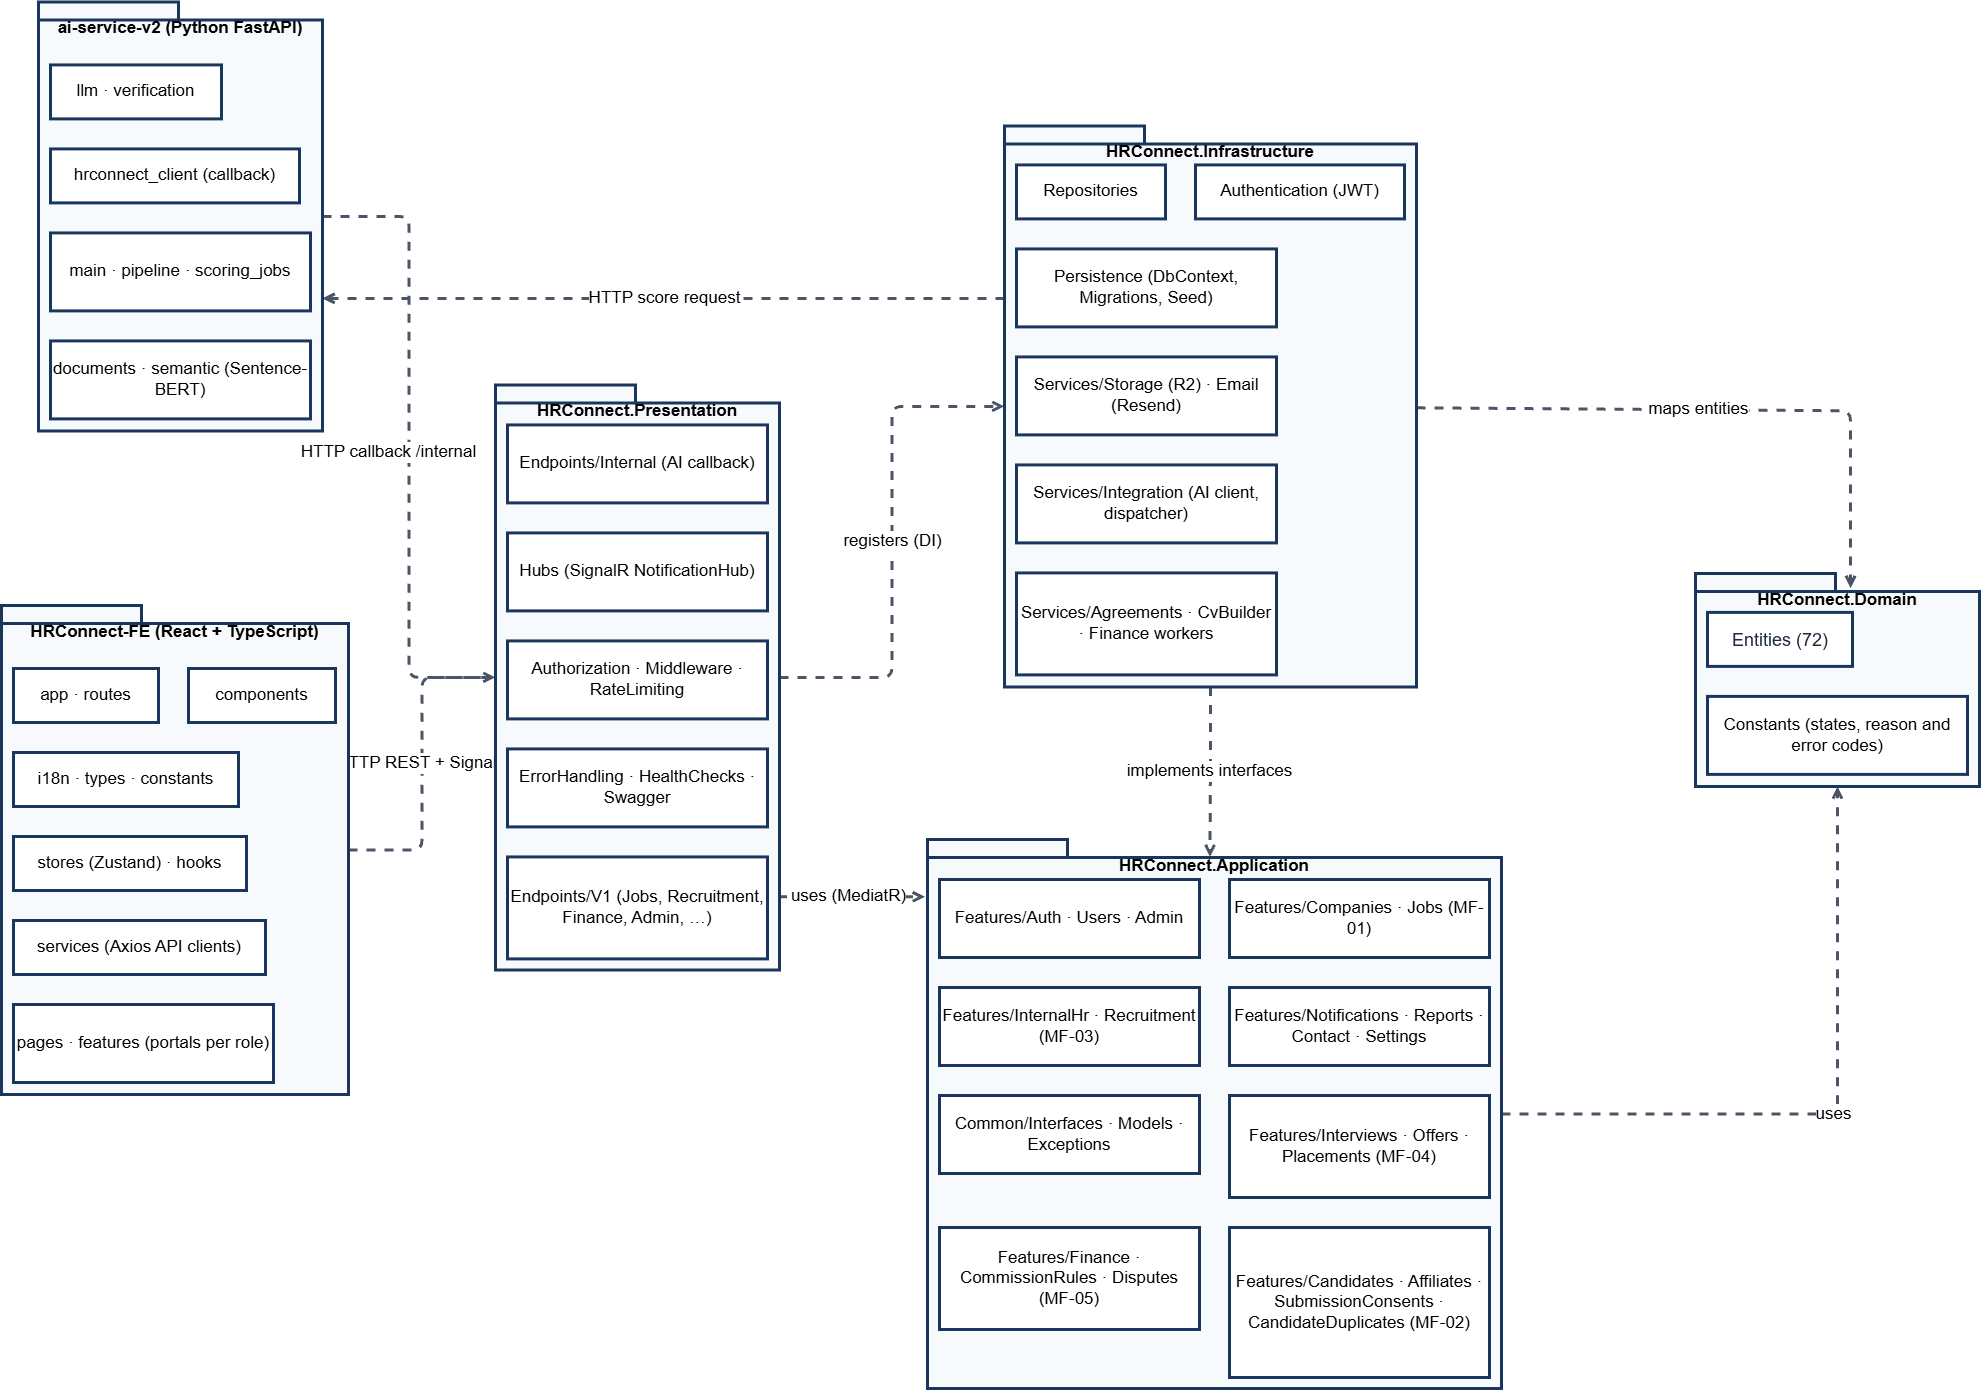 ai-service-v2 (Python FastAPI)
llm · verification
hrconnect_client (callback)
main · pipeline · scoring_jobs
documents · semantic (Sentence-
BERT)
HTTP callback /internal
HTTP score request
HRConnect-FE (React + TypeScript)
app · routes
components
i18n · types · constants
stores (Zustand) · hooks
services (Axios API clients)
pages · features (portals per role)
TTP REST + Signa
HRConnect.Presentation
Endpoints/Internal (AI callback)
Hubs (SignalR NotificationHub)
Authorization · Middleware ·
RateLimiting
ErrorHandling · HealthChecks ·
Swagger
Endpoints/V1 (Jobs, Recruitment,
Finance, Admin, …)
registers (DI)
uses (MediatR)
HRConnect.Infrastructure
Repositories
Authentication (JWT)
Persistence (DbContext,
Migrations, Seed)
Services/Storage (R2) · Email
(Resend)
Services/Integration (AI client,
dispatcher)
Services/Agreements · CvBuilder
· Finance workers
implements interfaces
maps entities
HRConnect.Application
Features/Auth · Users · Admin
Features/Companies · Jobs (MF-
01)
Features/InternalHr · Recruitment
(MF-03)
Features/Notifications · Reports ·
Contact · Settings
Common/Interfaces · Models ·
Exceptions
Features/Interviews · Offers ·
Placements (MF-04)
Features/Finance ·
CommissionRules · Disputes
(MF-05)
Features/Candidates · Affiliates ·
SubmissionConsents ·
CandidateDuplicates (MF-02)
uses
HRConnect.Domain
Entities (72)
Constants (states, reason and
error codes)